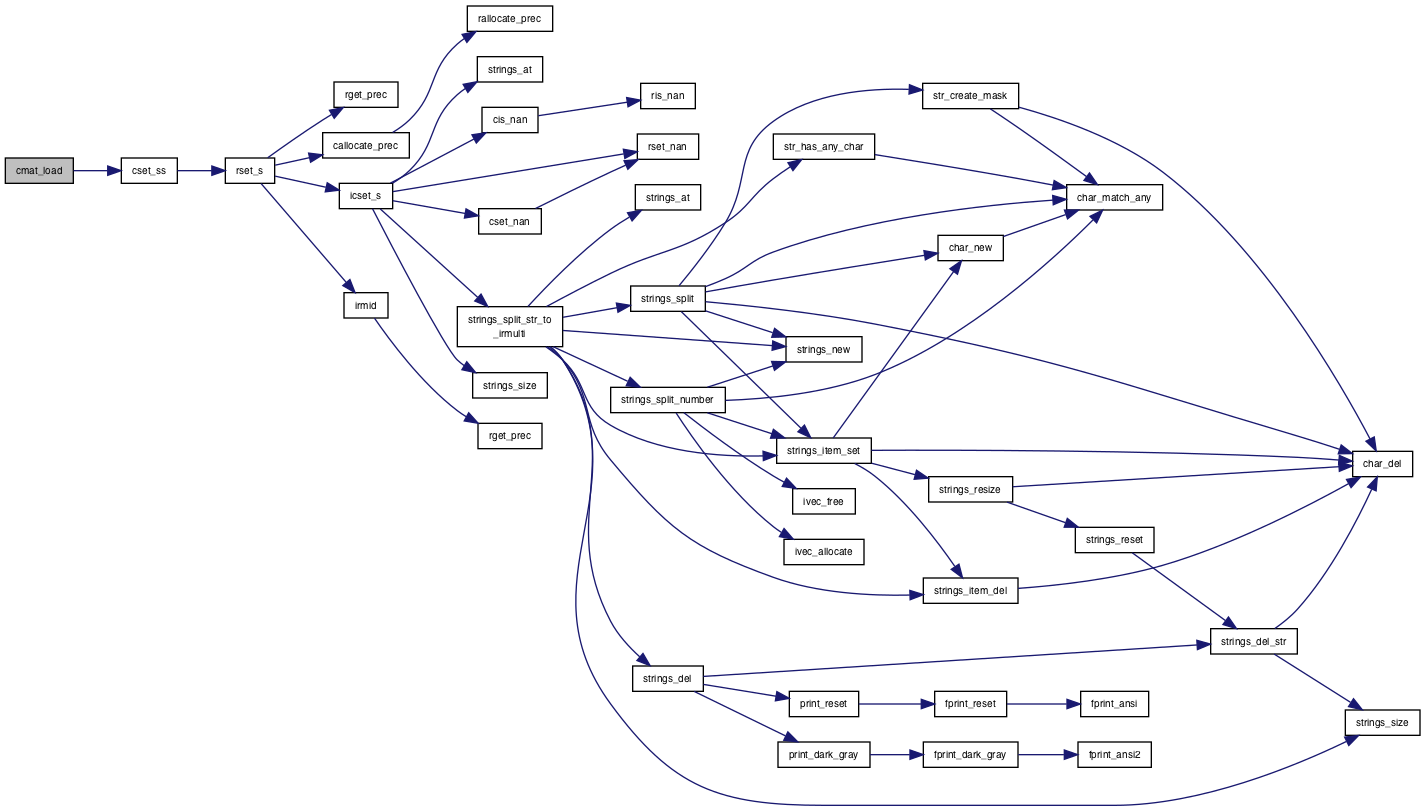 rallocate_prec
strings_at
rget_prec
ris_nan
str_create_mask
cis_nan
callocate_prec
rset_nan
str_has_any_char
cmat_load
cset_ss
rset_s
icset_s
strings_at
char_match_any
cset_nan
char_new
strings_split
irmid
strings_split_str_to
_irmulti
strings_new
strings_size
strings_split_number
rget_prec
strings_item_set
char_del
strings_resize
ivec_free
strings_reset
ivec_allocate
strings_item_del
strings_del_str
strings_del
print_reset
fprint_reset
fprint_ansi
strings_size
print_dark_gray
fprint_dark_gray
fprint_ansi2